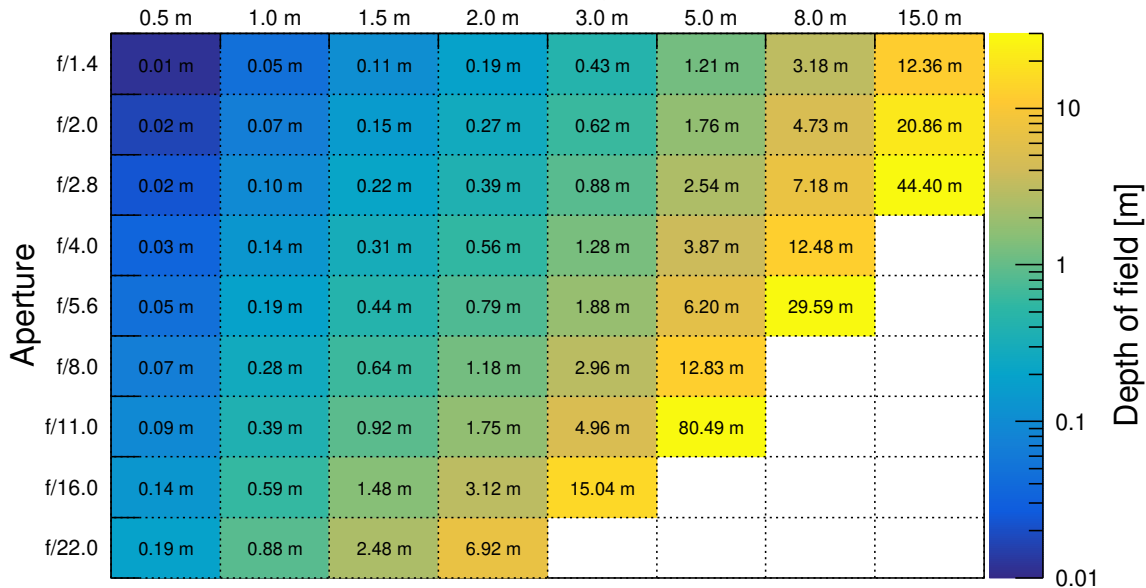 0.5 m 1.0 m 1.5 m 2.0 m 3.0 m 5.0 m 8.0 m 15.0 m
f/1.4 0.01 m 0.05 m 0.11 m 0.19 m 0.43 m 1.21 m 3.18 m 12.36 m
f/2.0 0.02 m 0.07 m 0.15 m 0.27 m 0.62 m 1.76 m 4.73 m 20.86 m
f/2.8 0.02 m 0.10 m 0.22 m 0.39 m 0.88 m 2.54 m 7.18 m 44.40 m
f/4.0 0.03 m 0.14 m 0.31 m 0.56 m 1.28 m 3.87 m 12.48 m
f/5.6 0.05 m 0.19 m 0.44 m 0.79 m 1.88 m 6.20 m 29.59 m
f/8.0 0.07 m 0.28 m 0.64 m 1.18 m 2.96 m 12.83 m
f/11.0 0.09 m 0.39 m 0.92 m 1.75 m 4.96 m 80.49 m
f/16.0 0.14 m 0.59 m 1.48 m 3.12 m 15.04 m
f/22.0 0.19 m 0.88 m 2.48 m 6.92 m
Aperture
10
1
0.1
0.01
Depth of field [m]